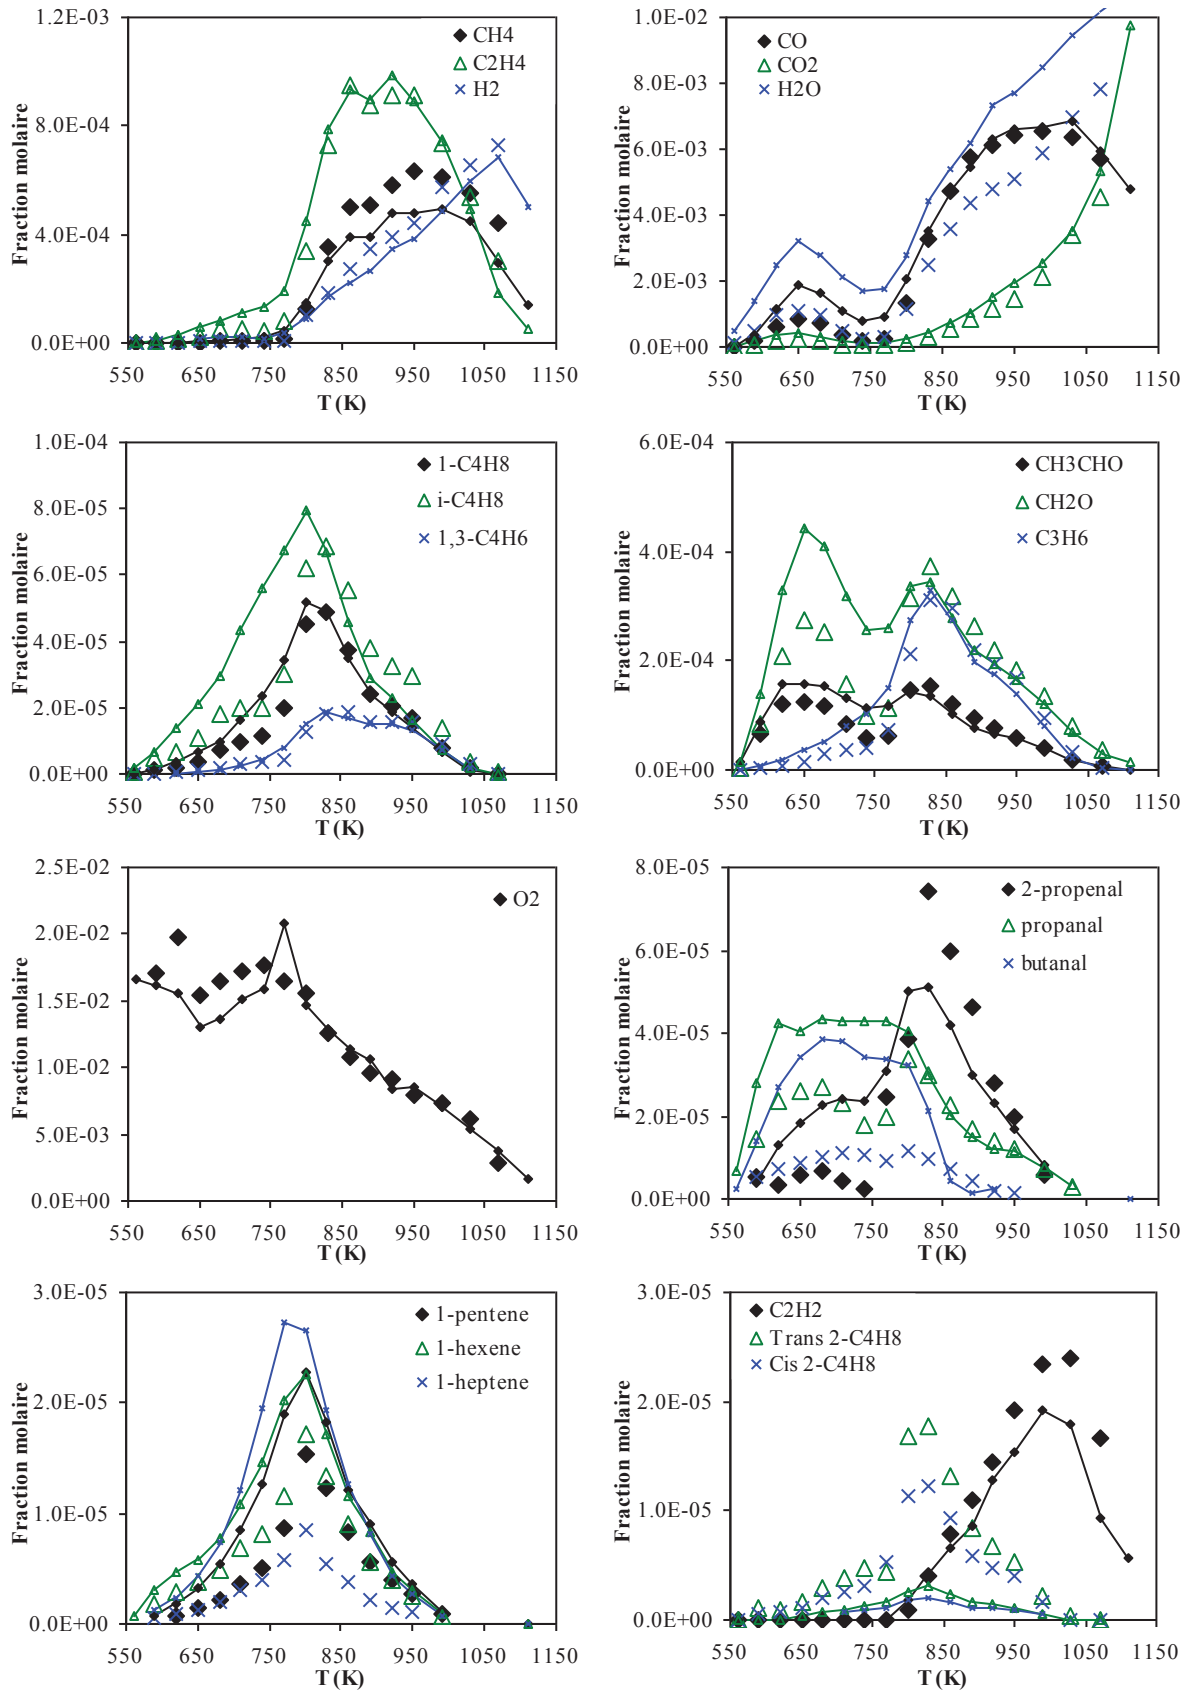 1.2E-03
8.0E-04
4.0E-04
0.0E+00
Fraction molaire
CH4
C2H4
H2
550 650 750 850 950 1050 1150
T (K)
1.0E-02
8.0E-03
6.0E-03
4.0E-03
2.0E-03
0.0E+00
Fraction molaire
CO
CO2
H2O
550 650 750 850 950 1050 1150
T (K)
1.0E-04
8.0E-05
6.0E-05
4.0E-05
2.0E-05
0.0E+00
Fraction molaire
1-C4H8
i-C4H8
1,3-C4H6
550 650 750 850 950 1050 1150
T (K)
6.0E-04
4.0E-04
2.0E-04
0.0E+00
Fraction molaire
CH3CHO
CH2O
C3H6
550 650 750 850 950 1050 1150
T (K)
2.5E-02
2.0E-02
1.5E-02
1.0E-02
5.0E-03
0.0E+00
Fraction molaire
O2
550 650 750 850 950 1050 1150
T (K)
8.0E-05
6.0E-05
4.0E-05
2.0E-05
0.0E+00
Fraction molaire
2-propenal
propanal
butanal
550 650 750 850 950 1050 1150
T (K)
3.0E-05
2.0E-05
1.0E-05
0.0E+00
Fraction molaire
1-pentene
1-hexene
1-heptene
550 650 750 850 950 1050 1150
T (K)
3.0E-05
2.0E-05
1.0E-05
0.0E+00
Fraction molaire
C2H2
Trans 2-C4H8
Cis 2-C4H8
550 650 750 850 950 1050 1150
T (K)